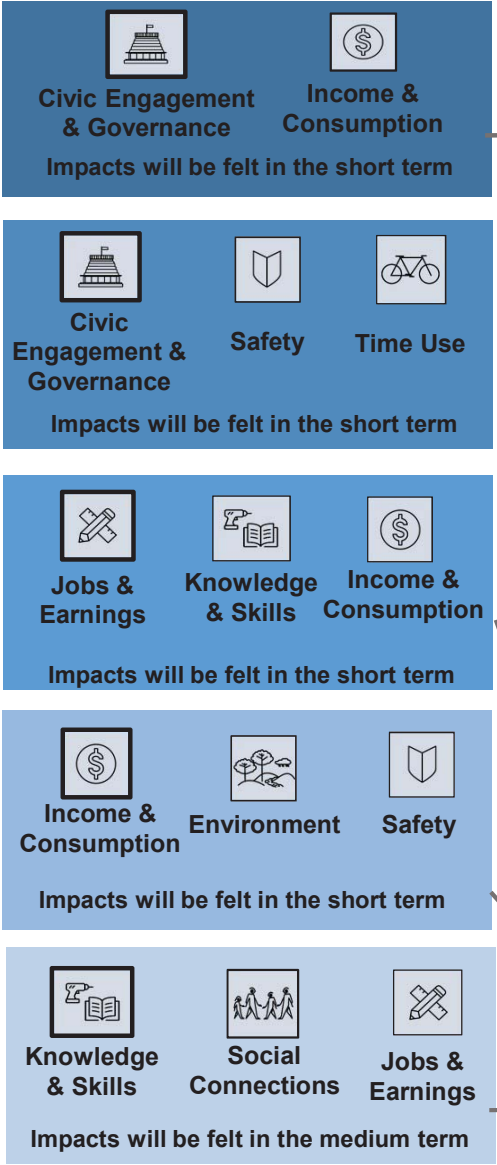 Civic Engagement
& Governance
Income &
Consumption
Impacts will be felt in the short term
Civic
Engagement &
Governance
Safety
Time Use
Impacts will be felt in the short term
Jobs &
Earnings
Knowledge
& Skills
Income &
Consumption
Impacts will be felt in the short term
Income &
Consumption
Environment
Safety
Impacts will be felt in the short term
Knowledge
& Skills
Social
Connections
Jobs &
Earnings
Impacts will be felt in the medium term